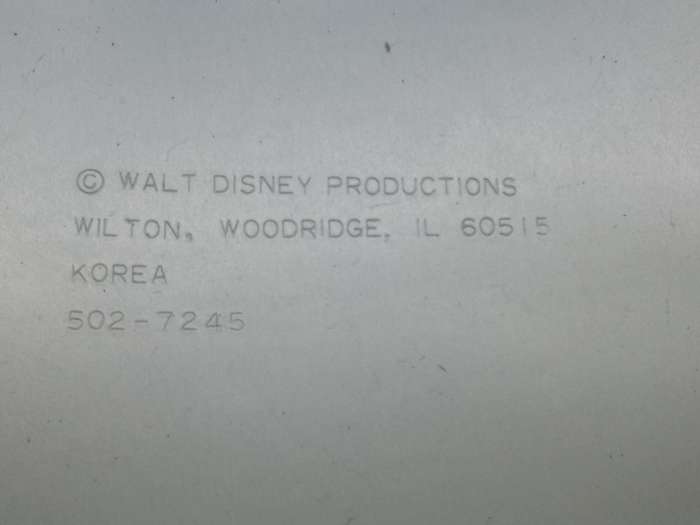 © WALT DISNEY PRODUCTIONS
WILTON, WOODRIDGE, IL 60515
KOREA
502-7245